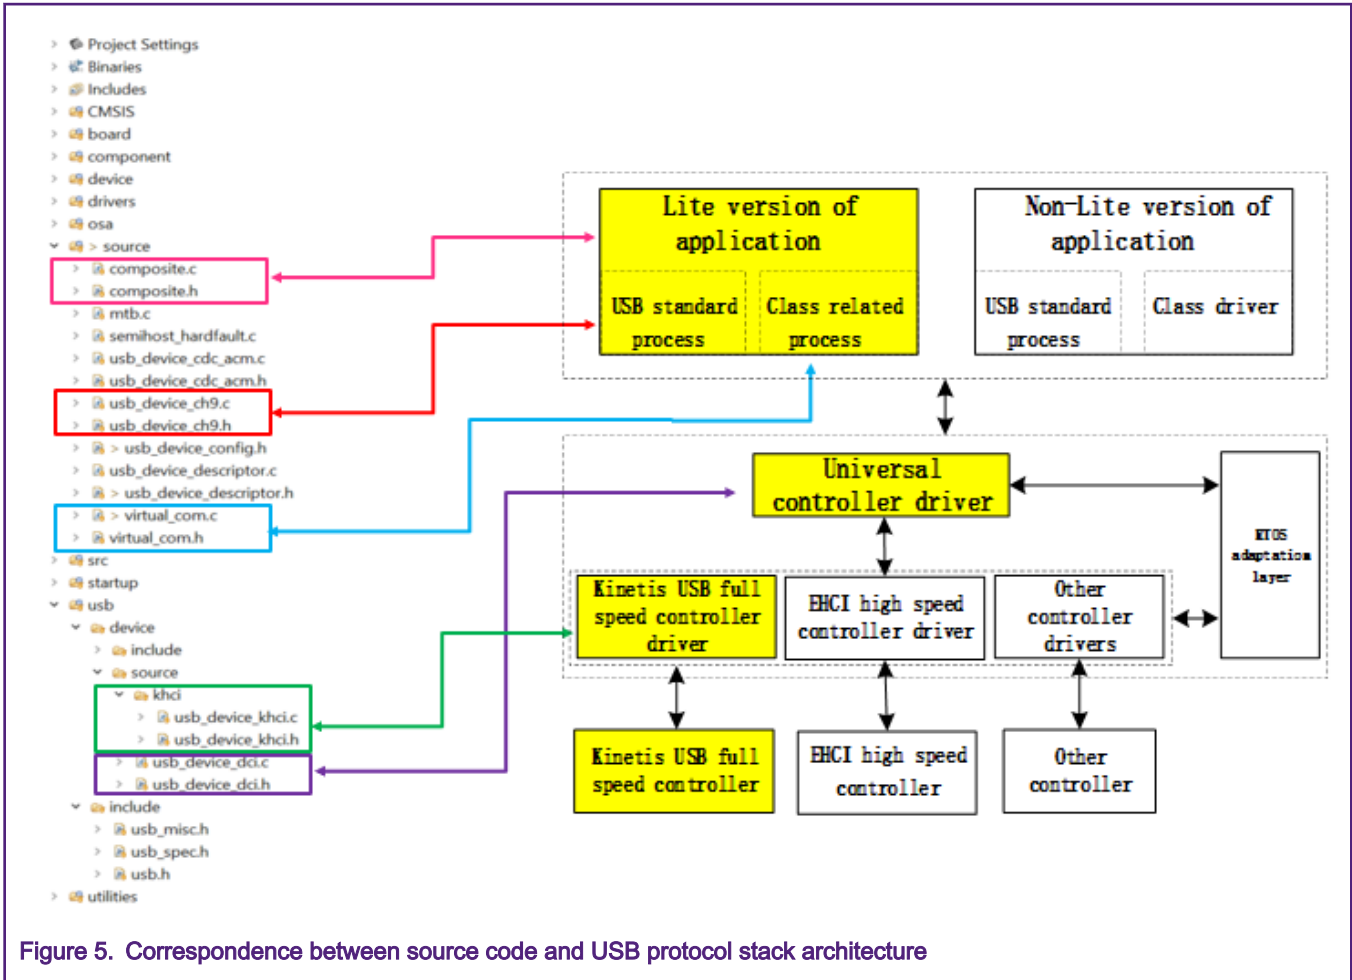 Project Settings
Binaries
Includes
CMSIS
board
component
device
drivers
osa
> source
composite.c
composite.h
mtb.c
semihost_hardfault.c
usb_device_cdc_acm.c
usb_device_cdc_acm.h
usb_device_ch9.c
usb_device_ch9.h
> usb_device_config.h
usb_device_descriptor.c
> usb_device_descriptor.h
> virtual_com.c
virtual_com.h
src
startup
usb
device
include
source
khci
usb_device_khci.c
usb_device_khci.h
usb_device_dci.c
usb_device_dci.h
include
usb_misc.h
usb_spec.h
usb.h
utilities
Lite version of
application
USB standard
process
Class related
process
Non-Lite version of
application
USB standard
process
Class driver
Universal
controller driver
RTOS
adaptation
layer
Kinetis USB full
speed controller
driver
EHCI high speed
controller driver
Other
controller
drivers
Kinetis USB full
speed controller
EHCI high speed
controller
Other
controller
Figure 5. Correspondence between source code and USB protocol stack architecture